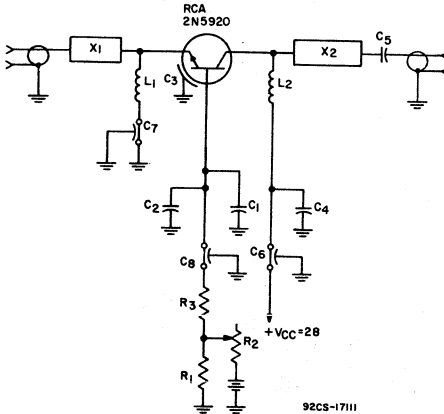 RCA
2N5920
X1
C3
X2
C5
L1
L2
C7
C2
C1
C4
C8
C6
R3
+VCC=28
R2
R1
92CS-17111